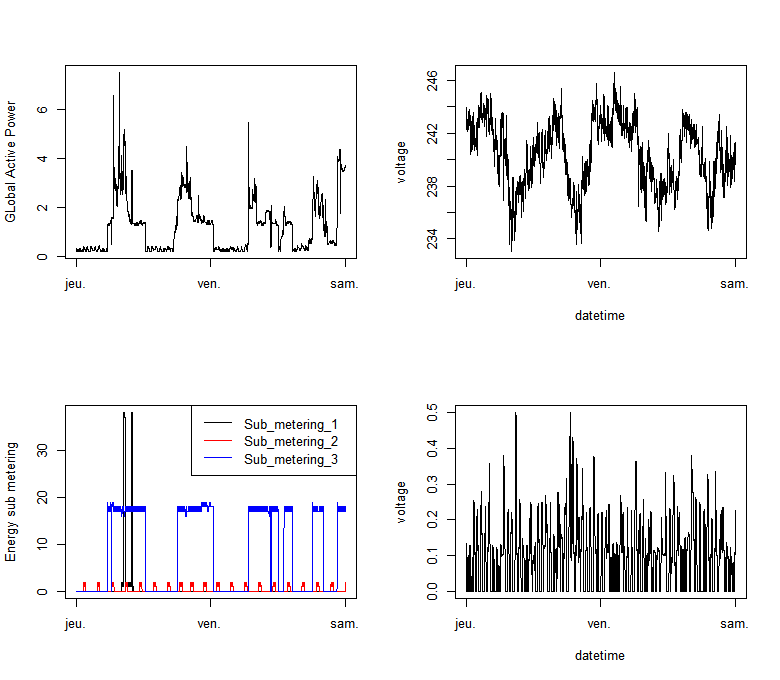 GLobal Active Power
6
4
2
0
jeu.
ven.
sam.
voltage
246
242
238
234
jeu.
ven.
sam.
datetime
Energy sub metering
30
20
10
0
Sub_metering_1
Sub_metering_2
Sub_metering_3
jeu.
ven.
sam.
voltage
0.5
0.4
0.3
0.2
0.1
0.0
jeu.
ven.
sam.
datetime